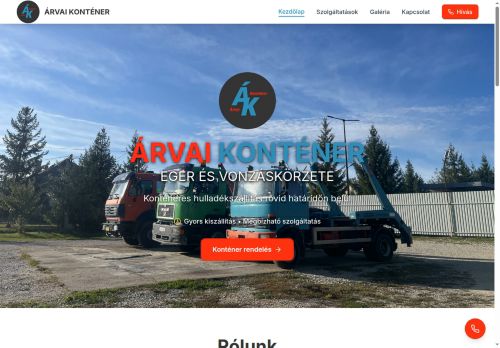 ÁRVAI KONTÉNER
Kezdőlap
Szolgáltatások
Galéria
Kapcsolat
Hívás
ÁK
ÁRVAI KONTÉNER
EGER ÉS VONZÁSKÖRZETE
Konténeres hulladékszállítás rövid határidőn belül
Gyors kiszállítás • Megbízható szolgáltatás
Konténer rendelés →
Rólunk